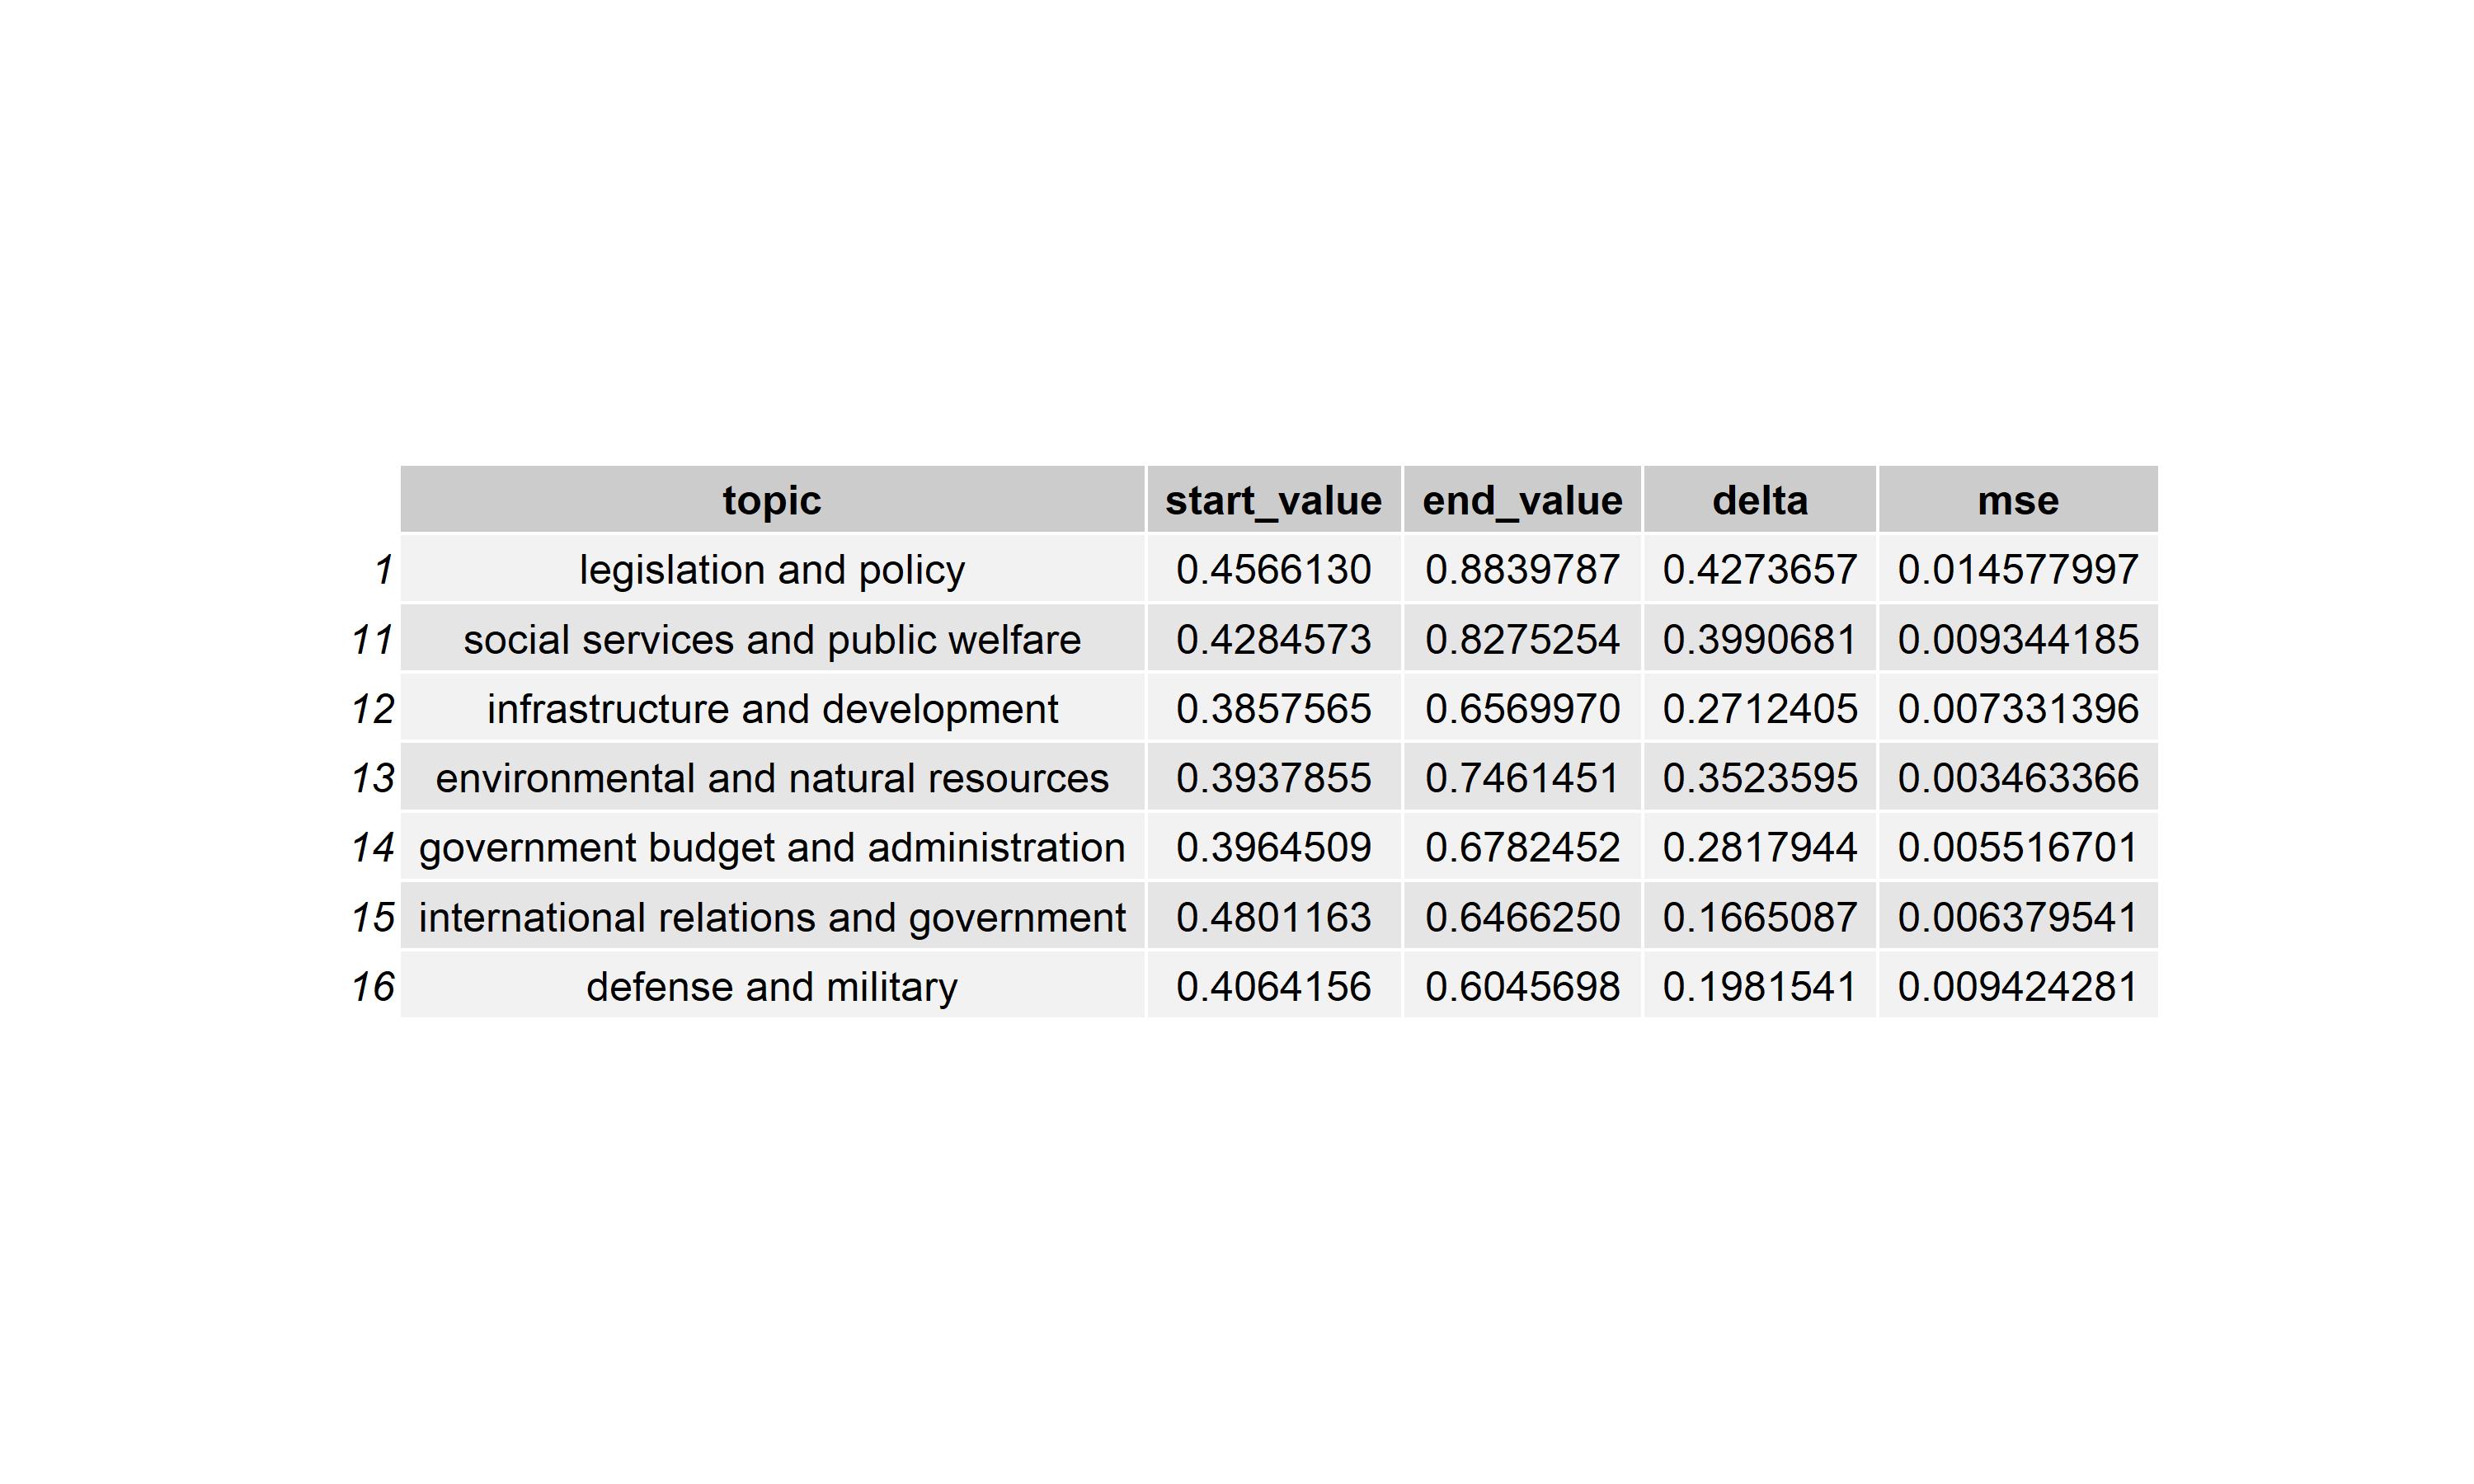 topic start_value end_value delta mse
1 legislation and policy 0.4566130 0.8839787 0.4273657 0.014577997
11 social services and public welfare 0.4284573 0.8275254 0.3990681 0.009344185
12 infrastructure and development 0.3857565 0.6569970 0.2712405 0.007331396
13 environmental and natural resources 0.3937855 0.7461451 0.3523595 0.003463366
14 government budget and administration 0.3964509 0.6782452 0.2817944 0.005516701
15 international relations and government 0.4801163 0.6466250 0.1665087 0.006379541
16 defense and military 0.4064156 0.6045698 0.1981541 0.009424281